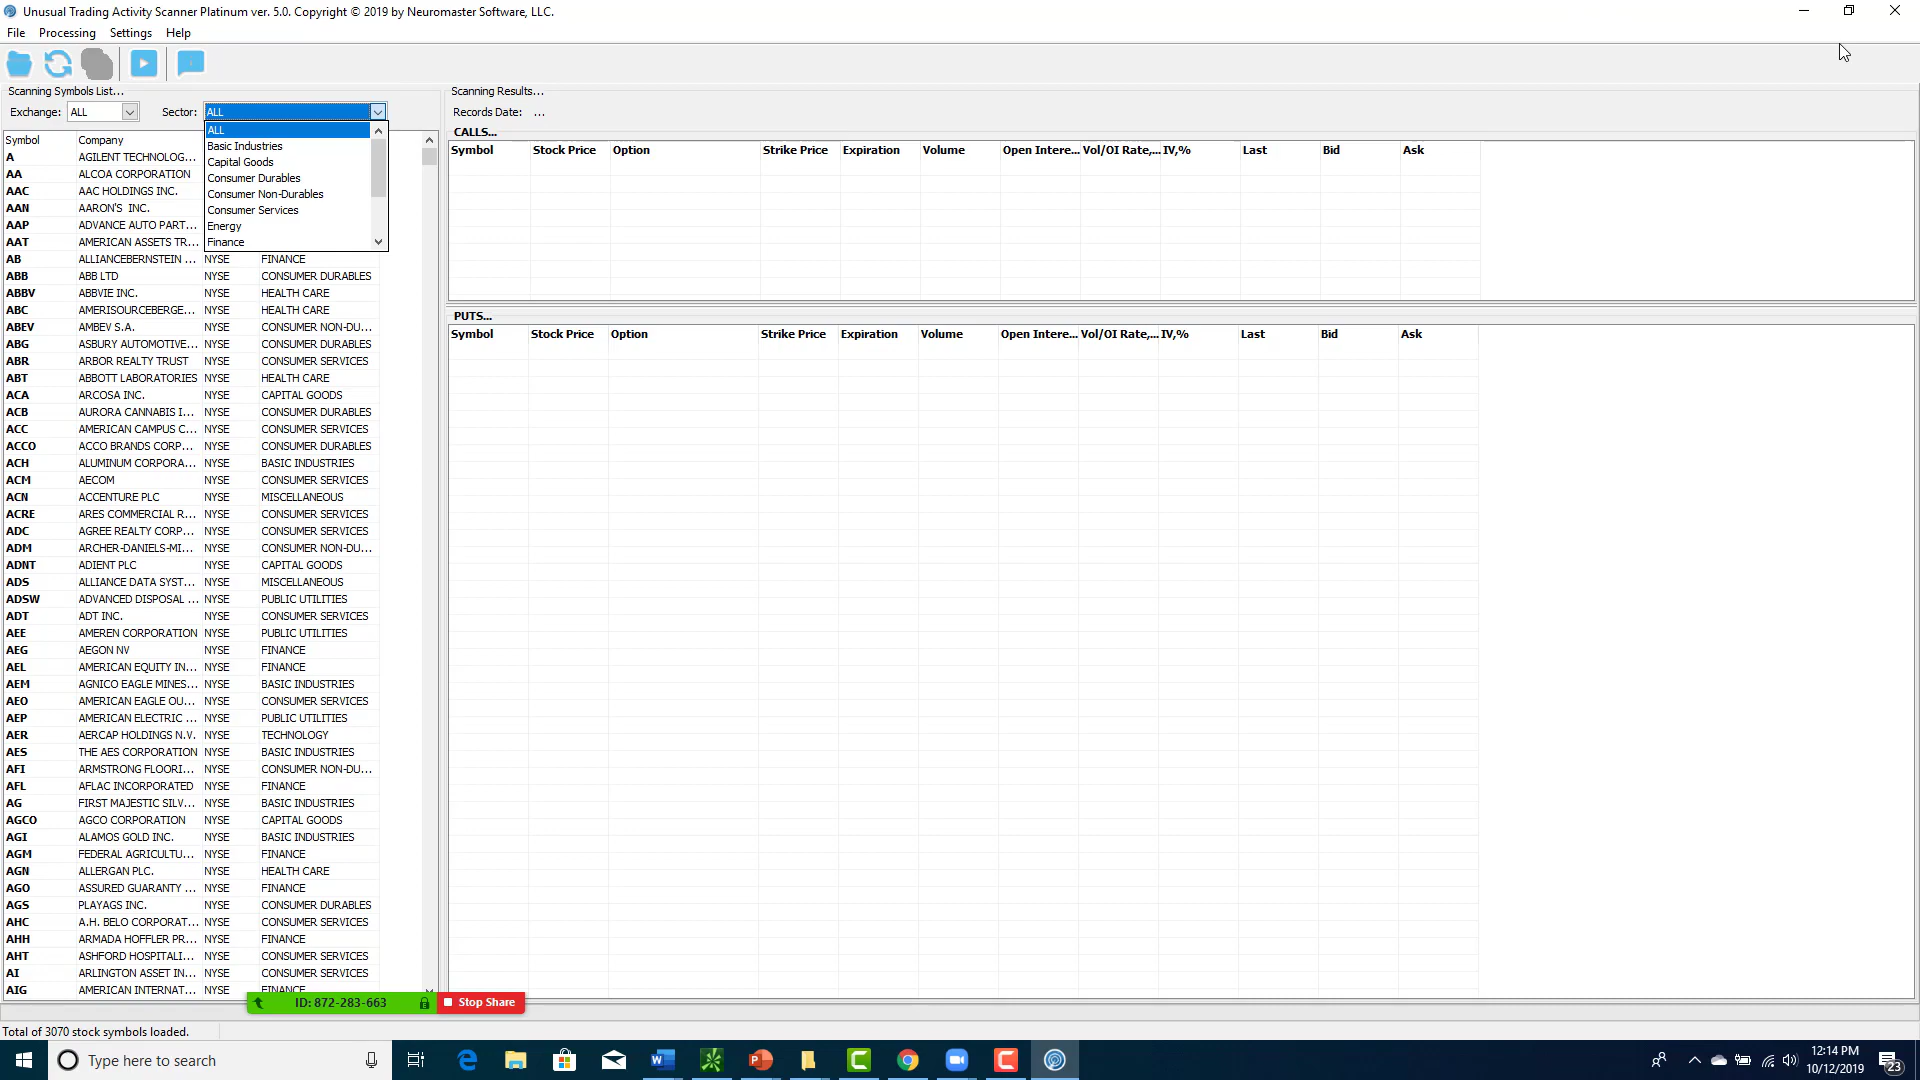 Unusual Trading Activity Scanner Platinum ver. 5.0. Copyright © 2019 by Neuromaster Software, LLC.
File Processing Settings Help
Scanning Symbols List...
Exchange: ALL Sector: ALL
ALL
Basic Industries
Capital Goods
Consumer Durables
Consumer Non-Durables
Consumer Services
Energy
Finance
Symbol Company
A AGILENT TECHNOLOG...
AA ALCOA CORPORATION
AAC AAC HOLDINGS INC.
AAN AARON'S INC.
AAP ADVANCE AUTO PART...
AAT AMERICAN ASSETS TR...
AB ALLIANCEBERNSTEIN ... NYSE FINANCE
ABB ABB LTD NYSE CONSUMER DURABLES
ABBV ABBVIE INC. NYSE HEALTH CARE
ABC AMERISOURCEBERGE... NYSE HEALTH CARE
ABEV AMBEV S.A. NYSE CONSUMER NON-DU...
ABG ASBURY AUTOMOTIVE... NYSE CONSUMER DURABLES
ABR ARBOR REALTY TRUST NYSE CONSUMER SERVICES
ABT ABBOTT LABORATORIES NYSE HEALTH CARE
ACA ARCOSA INC. NYSE CAPITAL GOODS
ACB AURORA CANNABIS I... NYSE CONSUMER DURABLES
ACC AMERICAN CAMPUS C... NYSE CONSUMER SERVICES
ACCO ACCO BRANDS CORP... NYSE CONSUMER DURABLES
ACH ALUMINUM CORPORA... NYSE BASIC INDUSTRIES
ACM AECOM NYSE CONSUMER SERVICES
ACN ACCENTURE PLC NYSE MISCELLANEOUS
ACRE ARES COMMERCIAL R... NYSE CONSUMER SERVICES
ADC AGREE REALTY CORP... NYSE CONSUMER SERVICES
ADM ARCHER-DANIELS-MI... NYSE CONSUMER NON-DU...
ADNT ADIENT PLC NYSE CAPITAL GOODS
ADS ALLIANCE DATA SYST... NYSE MISCELLANEOUS
ADSW ADVANCED DISPOSAL ... NYSE PUBLIC UTILITIES
ADT ADT INC. NYSE CONSUMER SERVICES
AEE AMEREN CORPORATION NYSE PUBLIC UTILITIES
AEG AEGON NV NYSE FINANCE
AEL AMERICAN EQUITY IN... NYSE FINANCE
AEM AGNICO EAGLE MINES... NYSE BASIC INDUSTRIES
AEO AMERICAN EAGLE OU... NYSE CONSUMER SERVICES
AEP AMERICAN ELECTRIC ... NYSE PUBLIC UTILITIES
AER AERCAP HOLDINGS N.V. NYSE TECHNOLOGY
AES THE AES CORPORATION NYSE BASIC INDUSTRIES
AFI ARMSTRONG FLOORI... NYSE CONSUMER NON-DU...
AFL AFLAC INCORPORATED NYSE FINANCE
AG FIRST MAJESTIC SILV... NYSE BASIC INDUSTRIES
AGCO AGCO CORPORATION NYSE CAPITAL GOODS
AGI ALAMOS GOLD INC. NYSE BASIC INDUSTRIES
AGM FEDERAL AGRICULTU... NYSE FINANCE
AGN ALLERGAN PLC. NYSE HEALTH CARE
AGO ASSURED GUARANTY ... NYSE FINANCE
AGS PLAYAGS INC. NYSE CONSUMER DURABLES
AHC A.H. BELO CORPORAT... NYSE CONSUMER SERVICES
AHH ARMADA HOFFLER PR... NYSE FINANCE
AHT ASHFORD HOSPITALI... NYSE CONSUMER SERVICES
AI ARLINGTON ASSET IN... NYSE CONSUMER SERVICES
AIG AMERICAN INTERNAT... NYSE FINANCE
Scanning Results...
Records Date: ...
CALLS...
Symbol Stock Price Option Strike Price Expiration Volume Open Intere... Vol/OI Rate,... IV,% Last Bid Ask
PUTS...
Symbol Stock Price Option Strike Price Expiration Volume Open Intere... Vol/OI Rate,... IV,% Last Bid Ask
ID: 872-283-663 Stop Share
Total of 3070 stock symbols loaded.
Type here to search
12:14 PM
10/12/2019
23